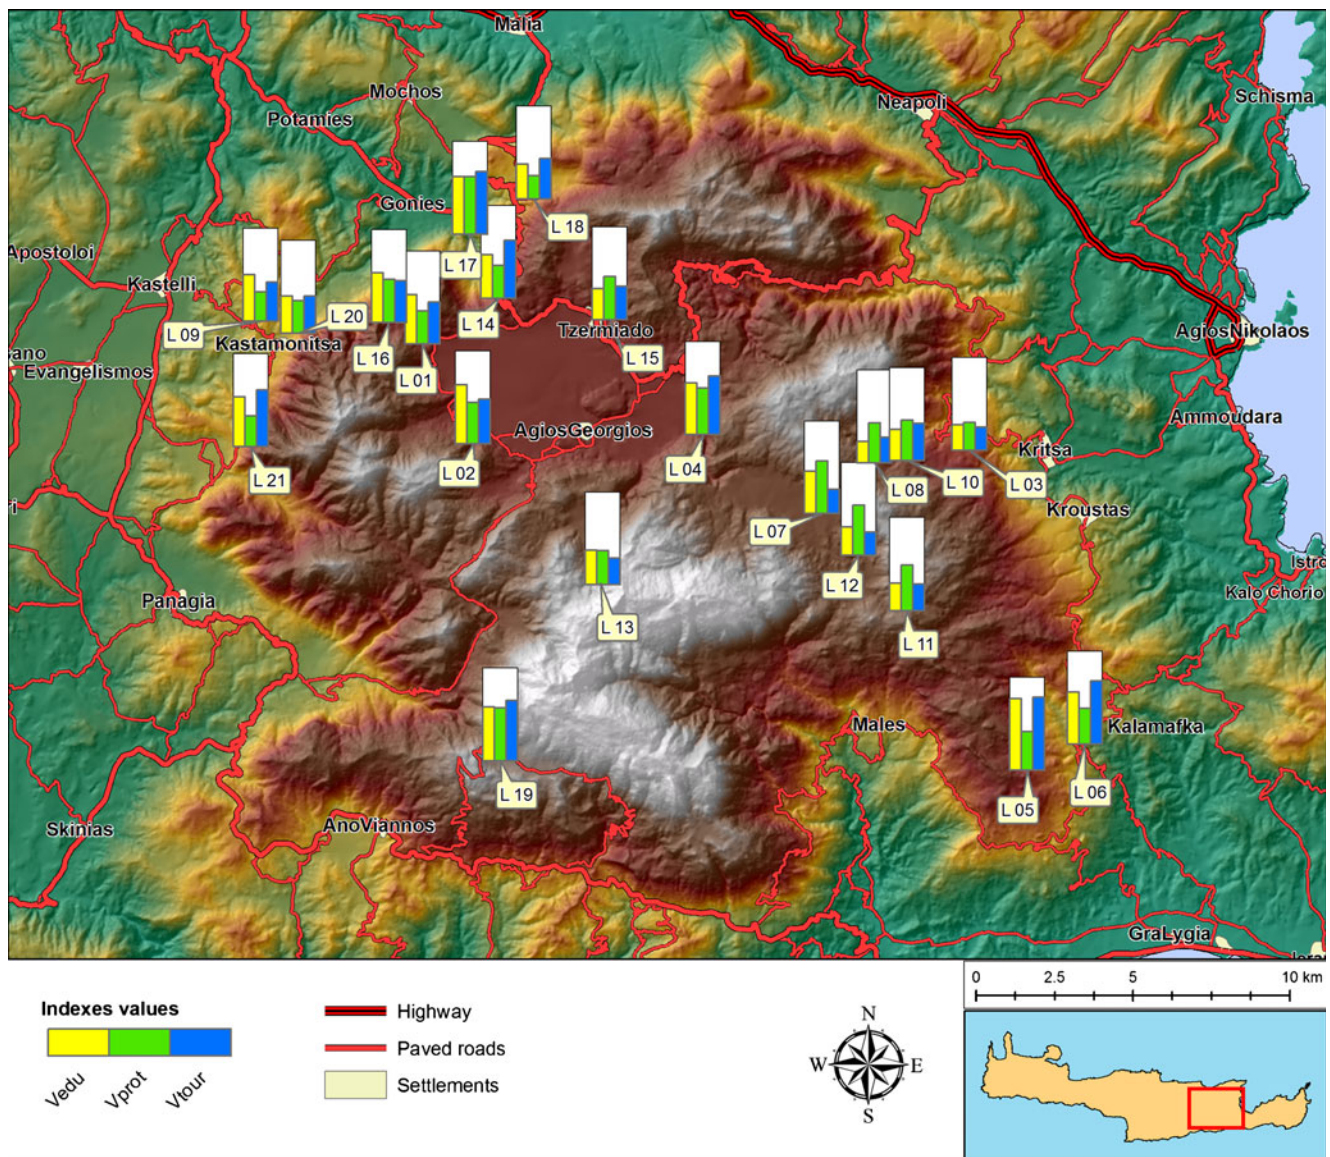 Malia
Mochos
Neapoli
Schisma
Potamies
Gonies
L 18
L 17
Apostoloi
Kastelli
L 14
L 09
L 20
Kastamonitsa
L 16
Tzermiado
AgiosNikolaos
L 15
L 01
Evangelismos
Ammoudara
AgiosGeorgios
L 02
L 04
Kritsa
L 21
L 08
L 10
L 03
Kroustas
L 07
L 12
Istro
Kalo Chorio
Panagia
L 13
L 11
Males
Kalamafka
L 19
L 05
L 06
Skinias
AnoViannos
GraLygia
Indexes values
Vedu
Vprot
Vtour
Highway
Paved roads
Settlements
N
W
E
S
0 2.5 5 10 km